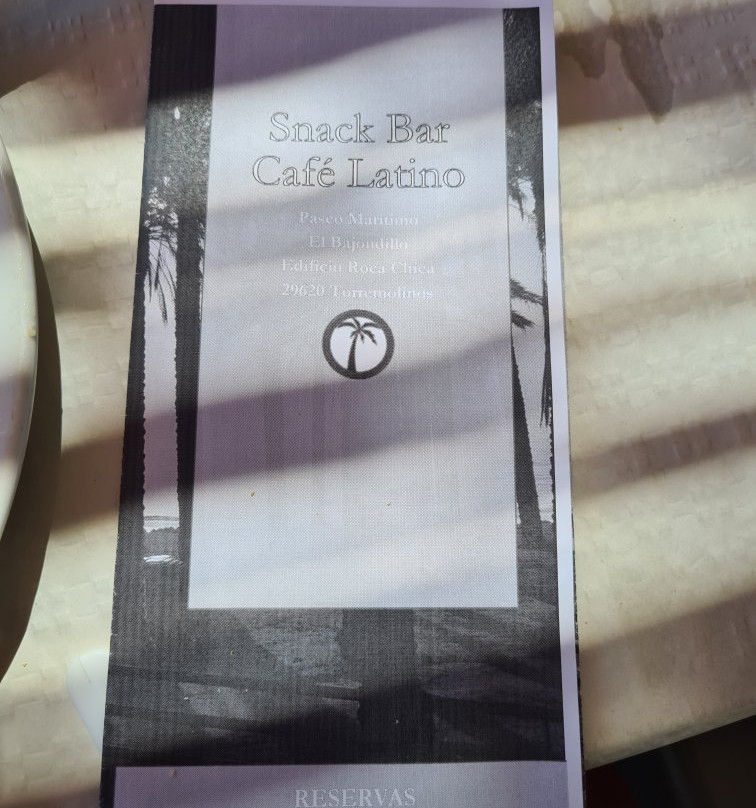 Snack Bar
Café Latino
Paseo Marítimo
El Bajondillo
Edificio Roca Chica
29620 Torremolinos
RESERVAS